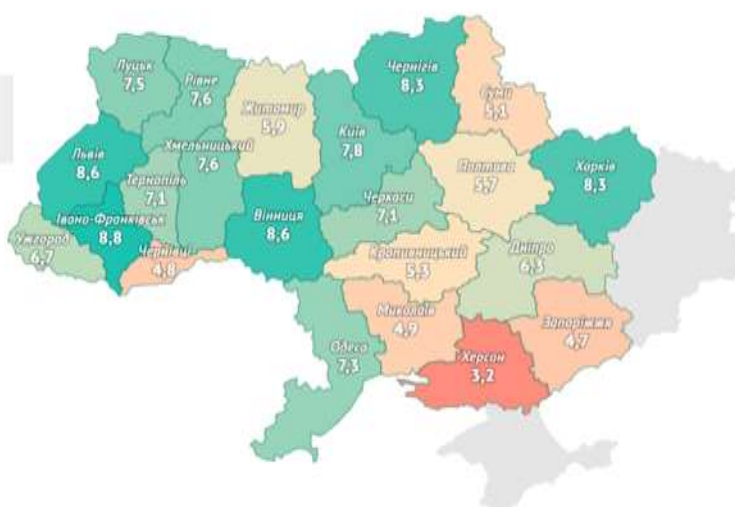 Чернігів
8,3
Луцьк
7,5
Рівне
7,6
Суми
5,1
Житомир
5,9
Київ
7,8
Львів
8,6
Хмельницький
7,6
Полтава
5,7
Харків
8,3
Тернопіль
7,1
Черкаси
7,1
Івано-Франківськ
8,8
Вінниця
8,6
Ужгород
6,7
Чернівці
4,8
Кропивницький
5,3
Дніпро
6,3
Миколаїв
4,9
Запоріжжя
4,7
Одеса
7,3
Херсон
3,2